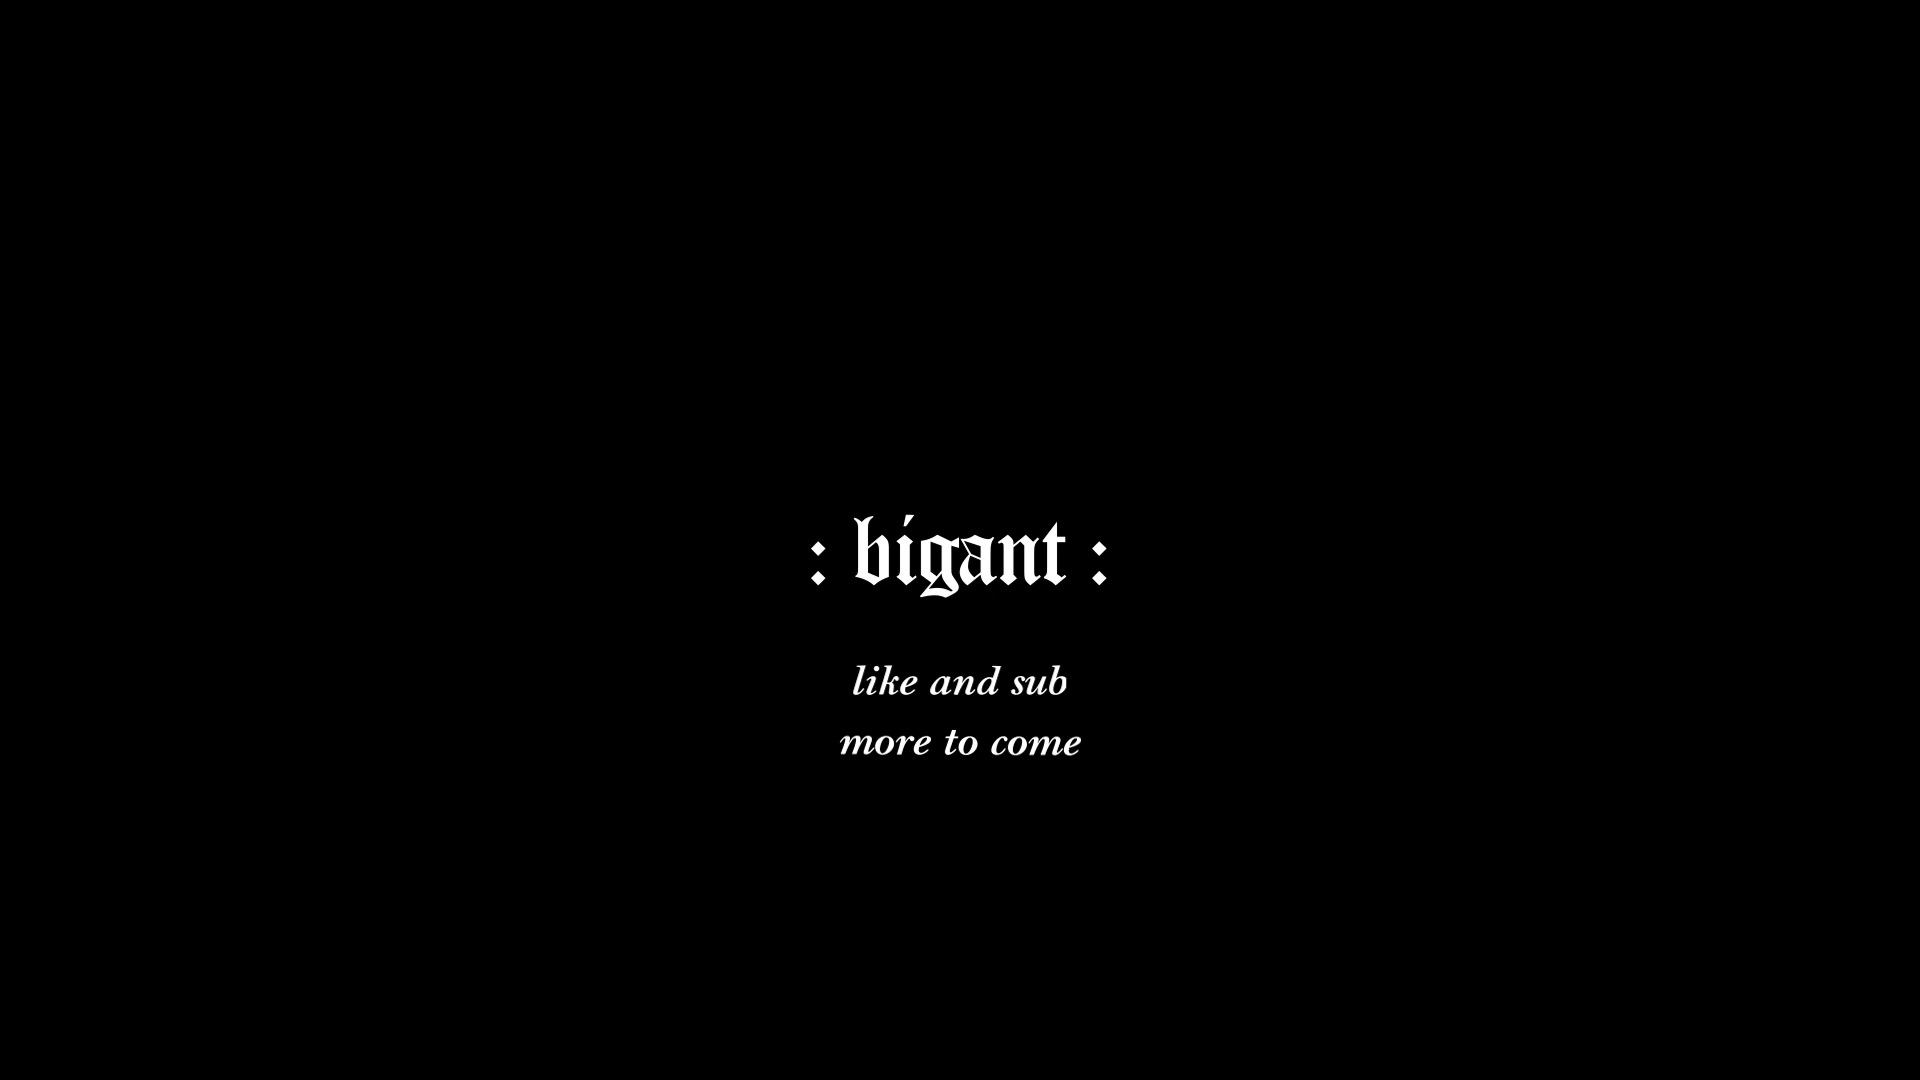 : bigant :
like and sub
more to come